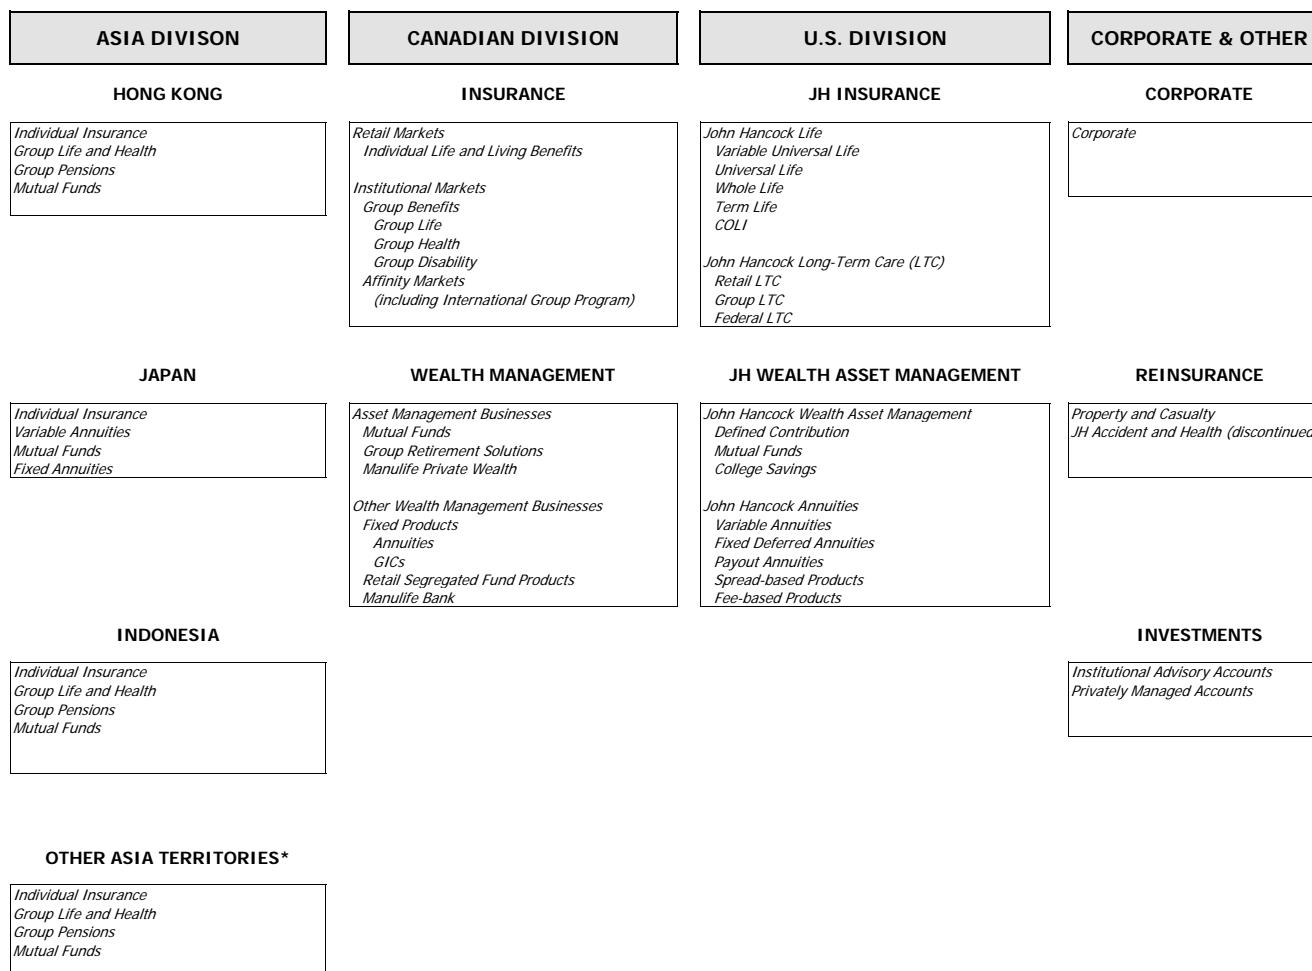 ASIA DIVISON
HONG KONG
Individual Insurance
Group Life and Health
Group Pensions
Mutual Funds
JAPAN
Individual Insurance
Variable Annuities
Mutual Funds
Fixed Annuities
INDONESIA
Individual Insurance
Group Life and Health
Group Pensions
Mutual Funds
OTHER ASIA TERRITORIES*
Individual Insurance
Group Life and Health
Group Pensions
Mutual Funds
CANADIAN DIVISION
INSURANCE
Retail Markets
Individual Life and Living Benefits
Institutional Markets
Group Benefits
Group Life
Group Health
Group Disability
Affinity Markets
(including International Group Program)
WEALTH MANAGEMENT
Asset Management Businesses
Mutual Funds
Group Retirement Solutions
Manulife Private Wealth
Other Wealth Management Businesses
Fixed Products
Annuities
GICs
Retail Segregated Fund Products
Manulife Bank
U.S. DIVISION
JH INSURANCE
John Hancock Life
Variable Universal Life
Universal Life
Whole Life
Term Life
COLI
John Hancock Long-Term Care (LTC)
Retail LTC
Group LTC
Federal LTC
JH WEALTH ASSET MANAGEMENT
John Hancock Wealth Asset Management
Defined Contribution
Mutual Funds
College Savings
John Hancock Annuities
Variable Annuities
Fixed Deferred Annuities
Payout Annuities
Spread-based Products
Fee-based Products
CORPORATE & OTHER
CORPORATE
Corporate
REINSURANCE
Property and Casualty
JH Accident and Health (discontinued
INVESTMENTS
Institutional Advisory Accounts
Privately Managed Accounts